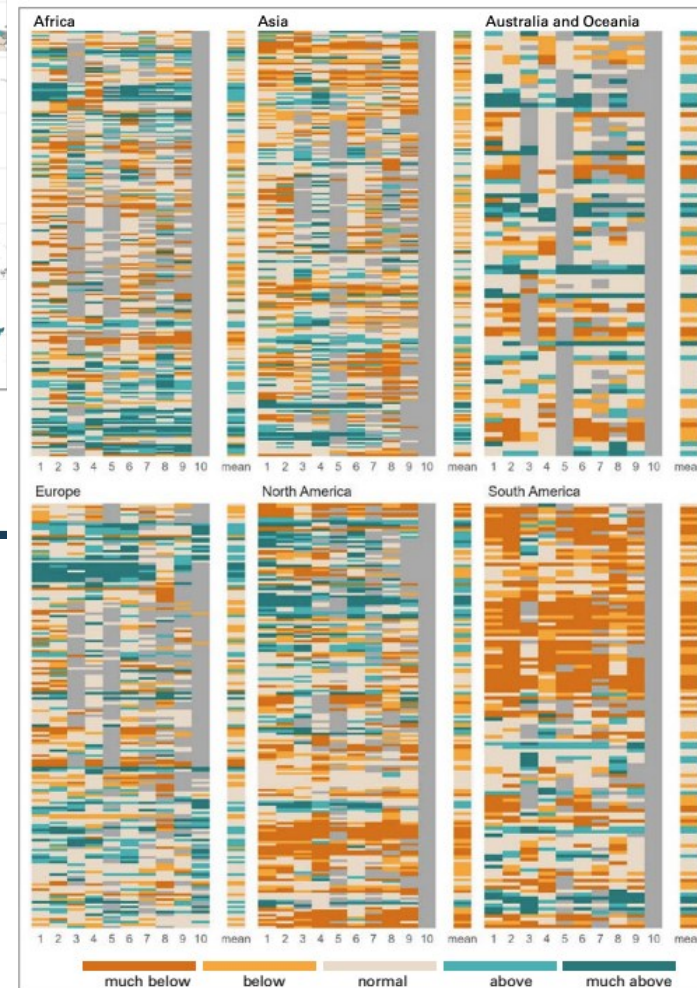 Africa
Asia
Australia and Oceania
1 2 3 4 5 6 7 8 9 10 mean
1 2 3 4 5 6 7 8 9 10 mean
1 2 3 4 5 6 7 8 9 10 mean
Europe
North America
South America
1 2 3 4 5 6 7 8 9 10 mean
1 2 3 4 5 6 7 8 9 10 mean
1 2 3 4 5 6 7 8 9 10 mean
much below below normal above much above